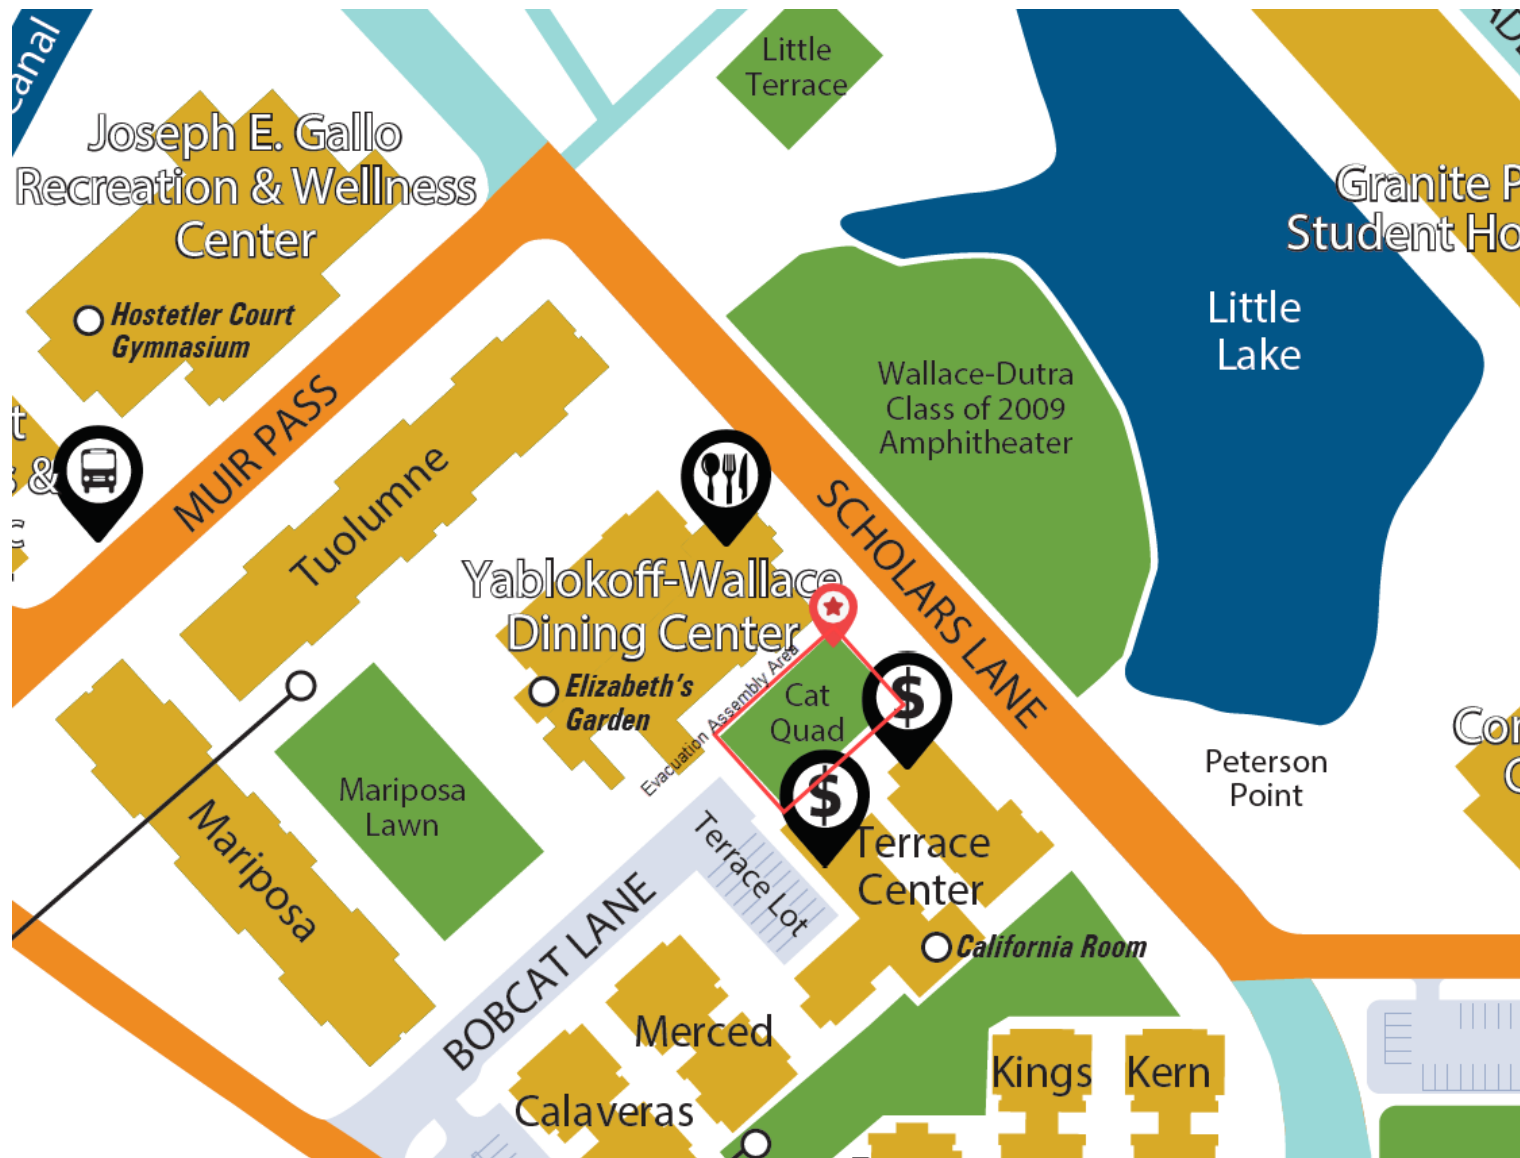 Canal
Little
Terrace
Joseph E. Gallo
Recreation & Wellness
Center
Granite P
Student Ho
Hostetler Court
Gymnasium
Little
Lake
MUIR PASS
Wallace-Dutra
Class of 2009
Amphitheater
t
s &
Tuolumne
SCHOLARS LANE
Yablokoff-Wallace
Dining Center
Elizabeth's
Garden
Evacuation Assembly Area
Cat
Quad
$
$
Peterson
Point
Mariposa
Lawn
Mariposa
Terrace Lot
Terrace
Center
California Room
BOBCAT LANE
Merced
Calaveras
Kings
Kern